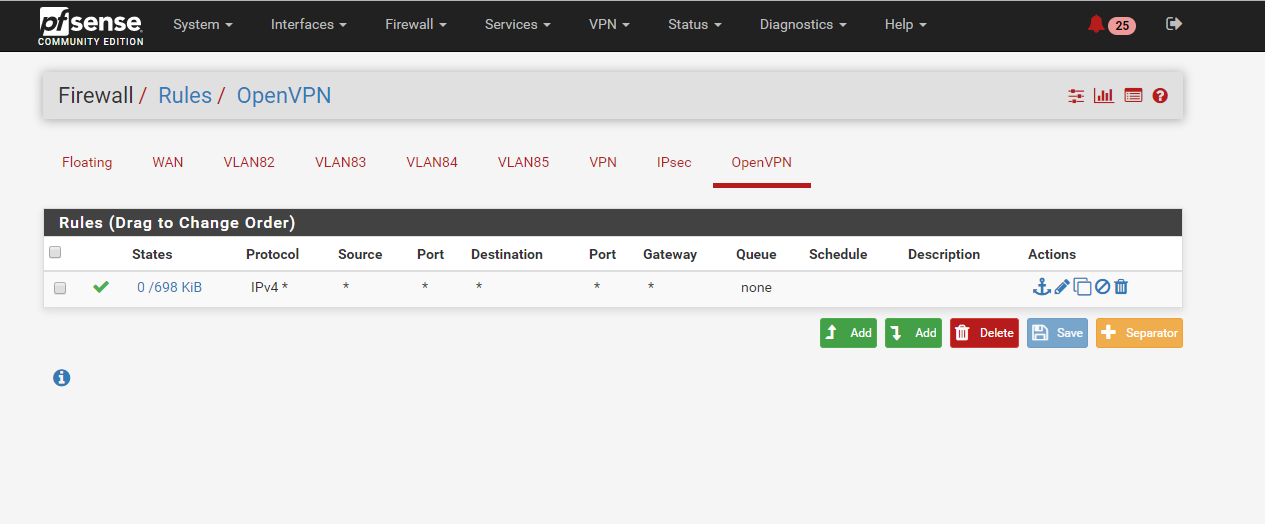 pfsense
COMMUNITY EDITION
System Interfaces Firewall Services VPN Status Diagnostics Help 25
Firewall / Rules / OpenVPN
Floating WAN VLAN82 VLAN83 VLAN84 VLAN85 VPN IPsec OpenVPN
Rules (Drag to Change Order)
States Protocol Source Port Destination Port Gateway Queue Schedule Description Actions
0 /698 KiB IPv4 * * * * * * none
Add Add Delete Save Separator